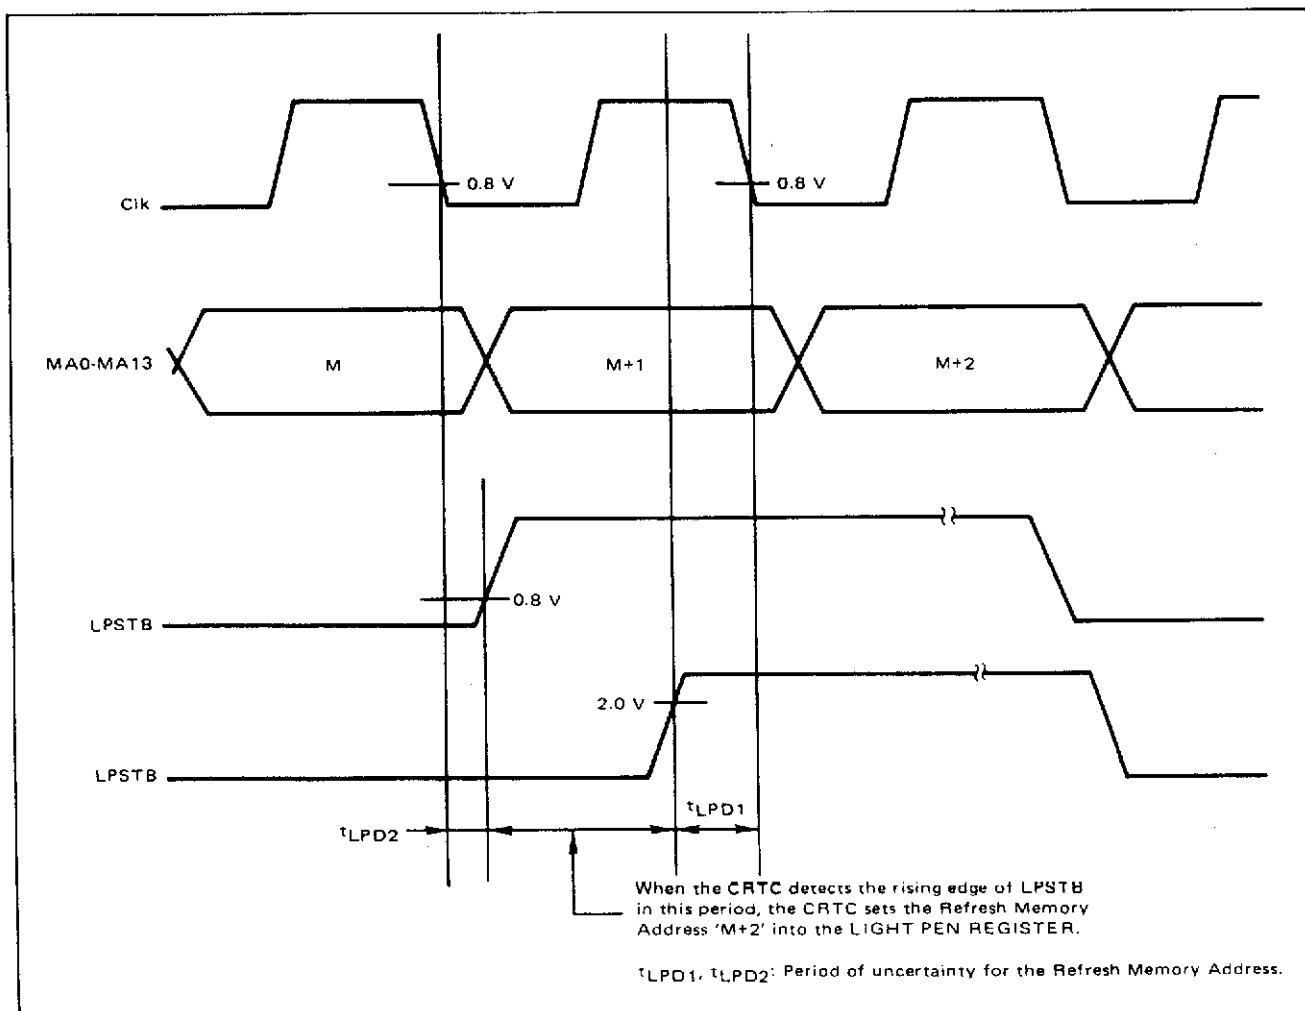 0.8 V
0.8 V
Clk
MA0-MA13
M
M+1
M+2
0.8 V
LPSTB
2.0 V
LPSTB
tLPD1
tLPD2
When the CRTC detects the rising edge of LPSTB
in this period, the CRTC sets the Refresh Memory
Address 'M+2' into the LIGHT PEN REGISTER.
tLPD1, tLPD2: Period of uncertainty for the Refresh Memory Address.